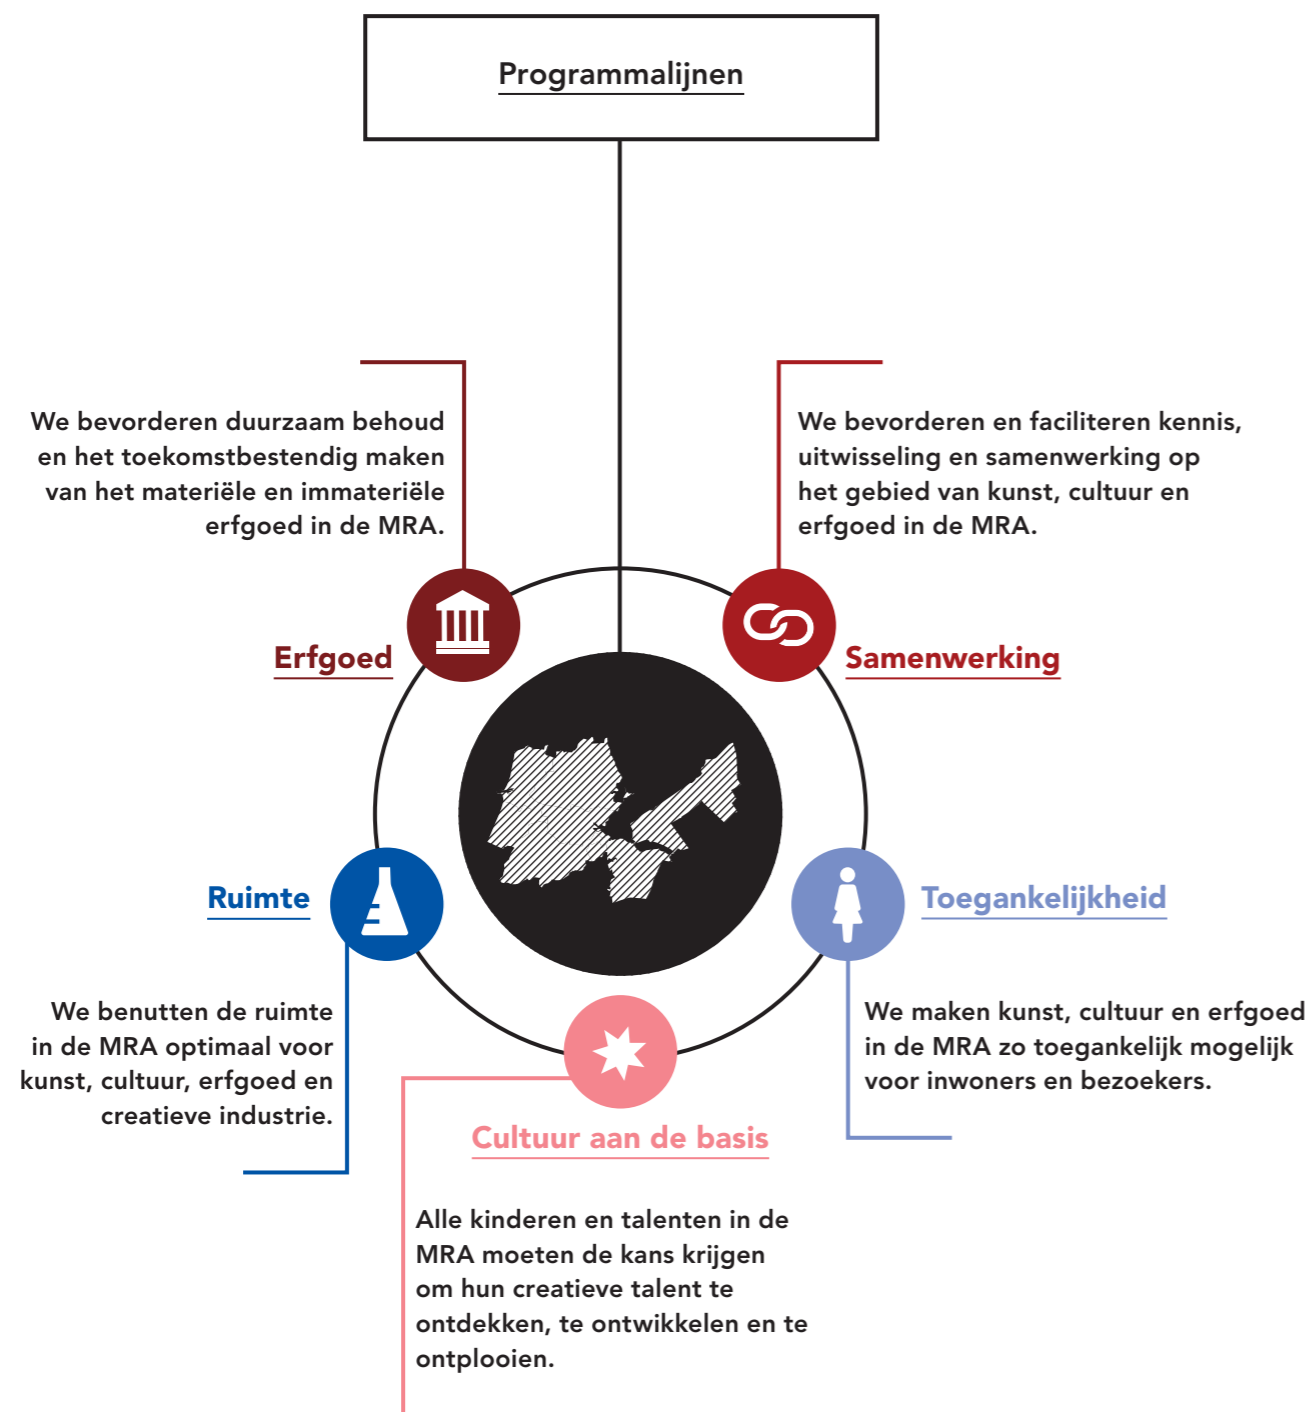 Programmalijnen
We bevorderen duurzaam behoud
en het toekomstbestendig maken
van het materiële en immateriële
erfgoed in de MRA.
Erfgoed
We bevorderen en faciliteren kennis,
uitwisseling en samenwerking op
het gebied van kunst, cultuur en
erfgoed in de MRA.
Samenwerking
Ruimte
We benutten de ruimte
in de MRA optimaal voor
kunst, cultuur, erfgoed en
creatieve industrie.
Toegankelijkheid
We maken kunst, cultuur en erfgoed
in de MRA zo toegankelijk mogelijk
voor inwoners en bezoekers.
Cultuur aan de basis
Alle kinderen en talenten in de
MRA moeten de kans krijgen
om hun creatieve talent te
ontdekken, te ontwikkelen en te
ontplooien.